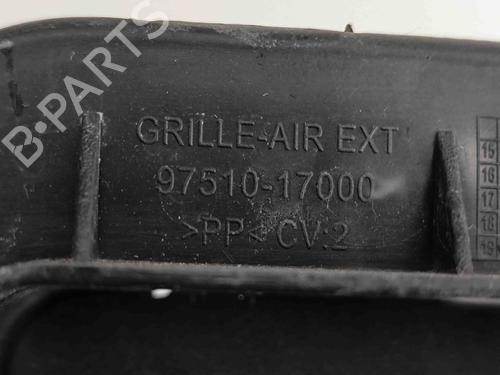 B-PARTS
GRILLE-AIR EXT
97510-17000
>PP< CV:2
15
16
17
18
19